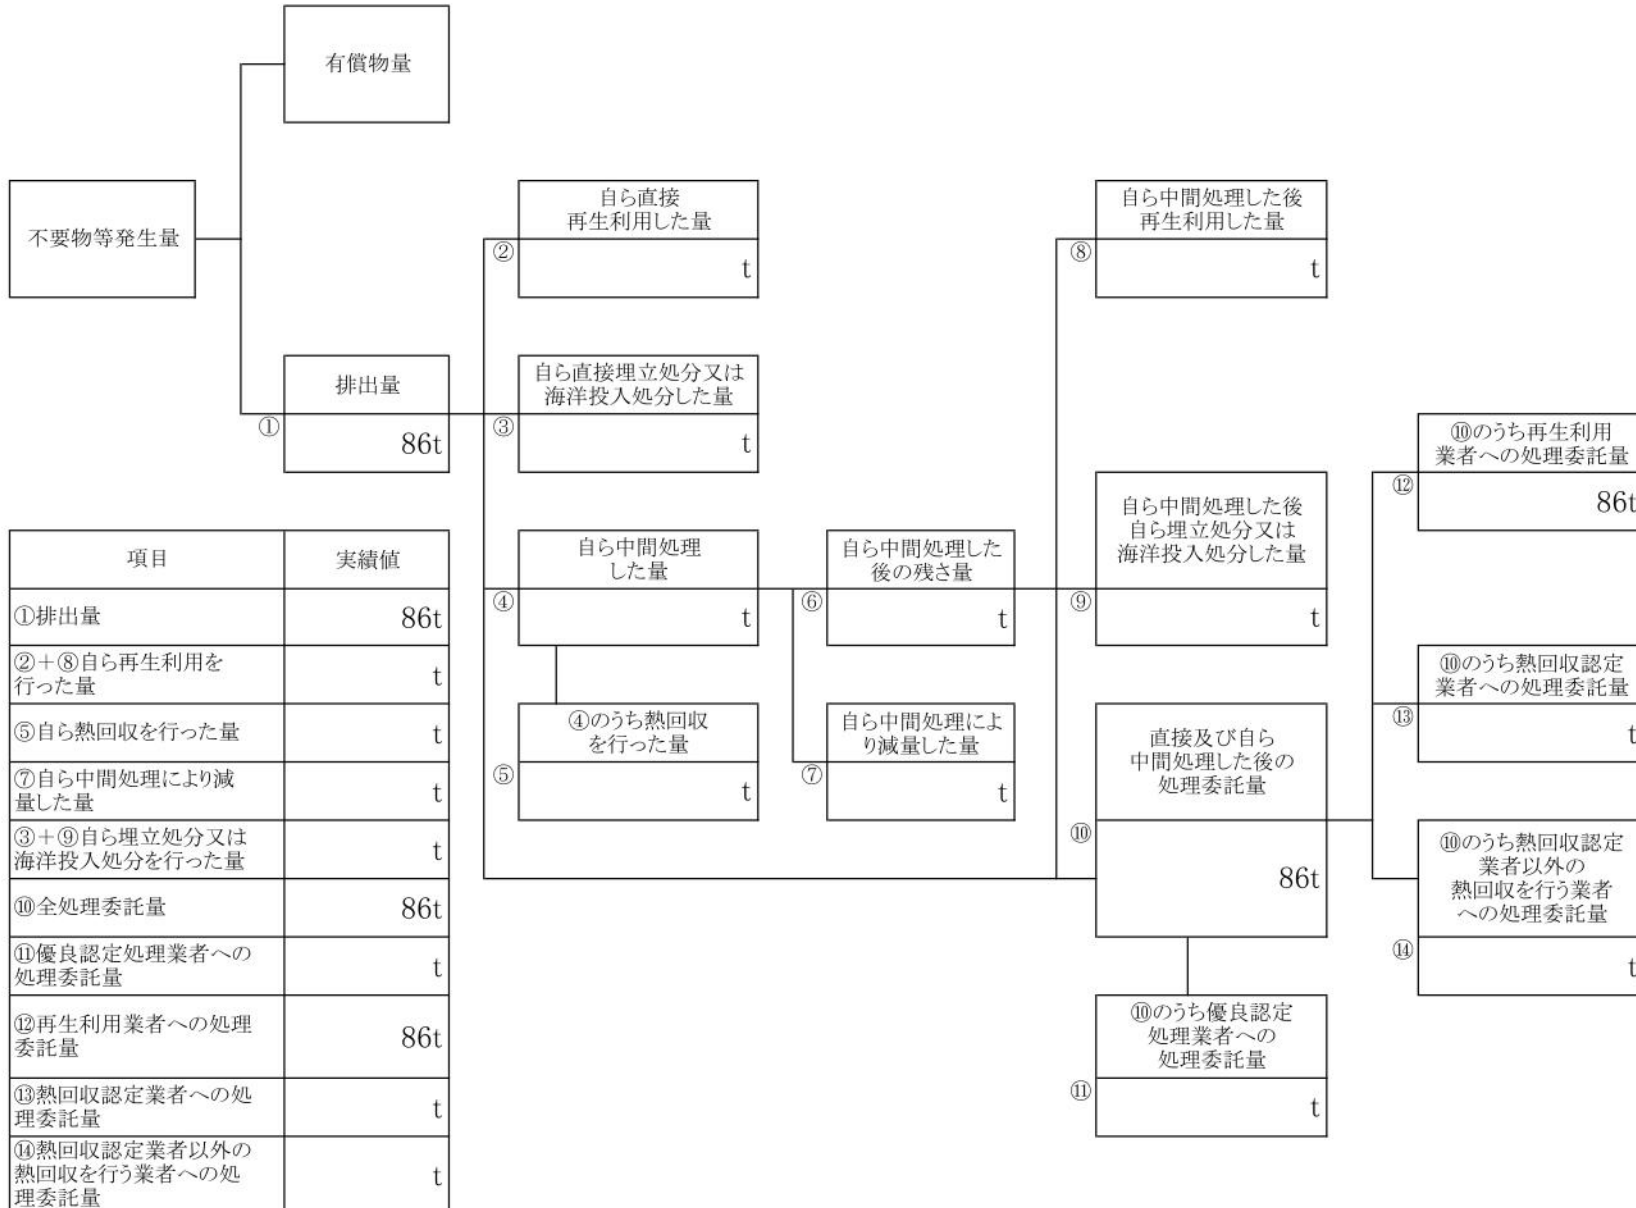 有償物量
不要物等発生量
自ら直接
再生利用した量
②
t
自ら中間処理した後
再生利用した量
⑧
t
排出量
①
86t
自ら直接埋立処分又は
海洋投入処分した量
③
t
⑩のうち再生利用
業者への処理委託量
⑫
86t
自ら中間処理した後
自ら埋立処分又は
海洋投入処分した量
⑨
t
自ら中間処理
した量
④
t
自ら中間処理した
後の残さ量
⑥
t
④のうち熱回収
を行った量
⑤
t
自ら中間処理によ
り減量した量
⑦
t
⑩のうち熱回収認定
業者への処理委託量
⑬
t
直接及び自ら
中間処理した後の
処理委託量
⑩
86t
⑩のうち熱回収認定
業者以外の
熱回収を行う業者
への処理委託量
⑭
t
⑩のうち優良認定
処理業者への
処理委託量
⑪
t
項目 実績値
①排出量 86t
②＋⑧自ら再生利用を
行った量 t
⑤自ら熱回収を行った量 t
⑦自ら中間処理により減
量した量 t
③＋⑨自ら埋立処分又は
海洋投入処分を行った量 t
⑩全処理委託量 86t
⑪優良認定処理業者への
処理委託量 t
⑫再生利用業者への処理
委託量 86t
⑬熱回収認定業者への処
理委託量 t
⑭熱回収認定業者以外の
熱回収を行う業者への処
理委託量 t